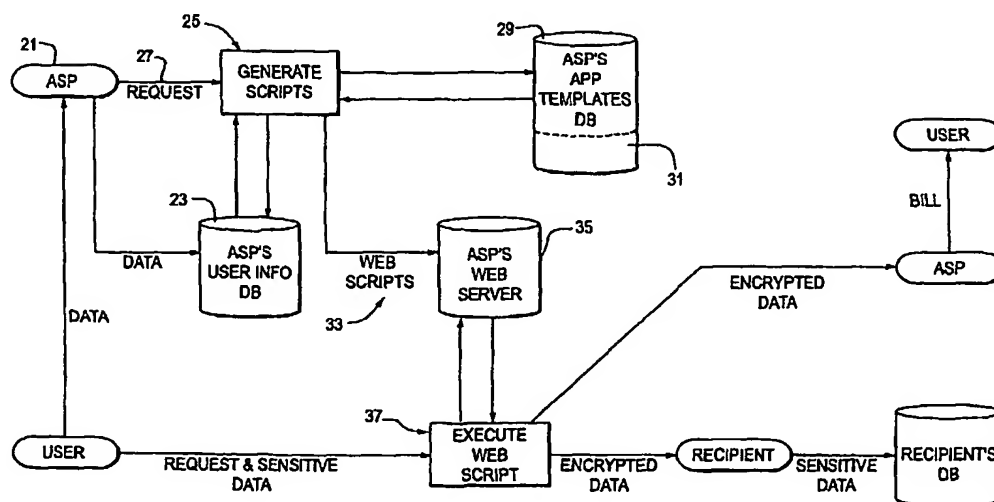 21
ASP
27
REQUEST
25
GENERATE
SCRIPTS
29
ASP'S
APP
TEMPLATES
DB
31
USER
BILL
ASP
23
ASP'S
USER INFO
DB
DATA
WEB
SCRIPTS
33
35
ASP'S
WEB
SERVER
ENCRYPTED
DATA
DATA
USER
REQUEST & SENSITIVE
DATA
37
EXECUTE
WEB
SCRIPT
ENCRYPTED
DATA
RECIPIENT
SENSITIVE
DATA
RECIPIENT'S
DB